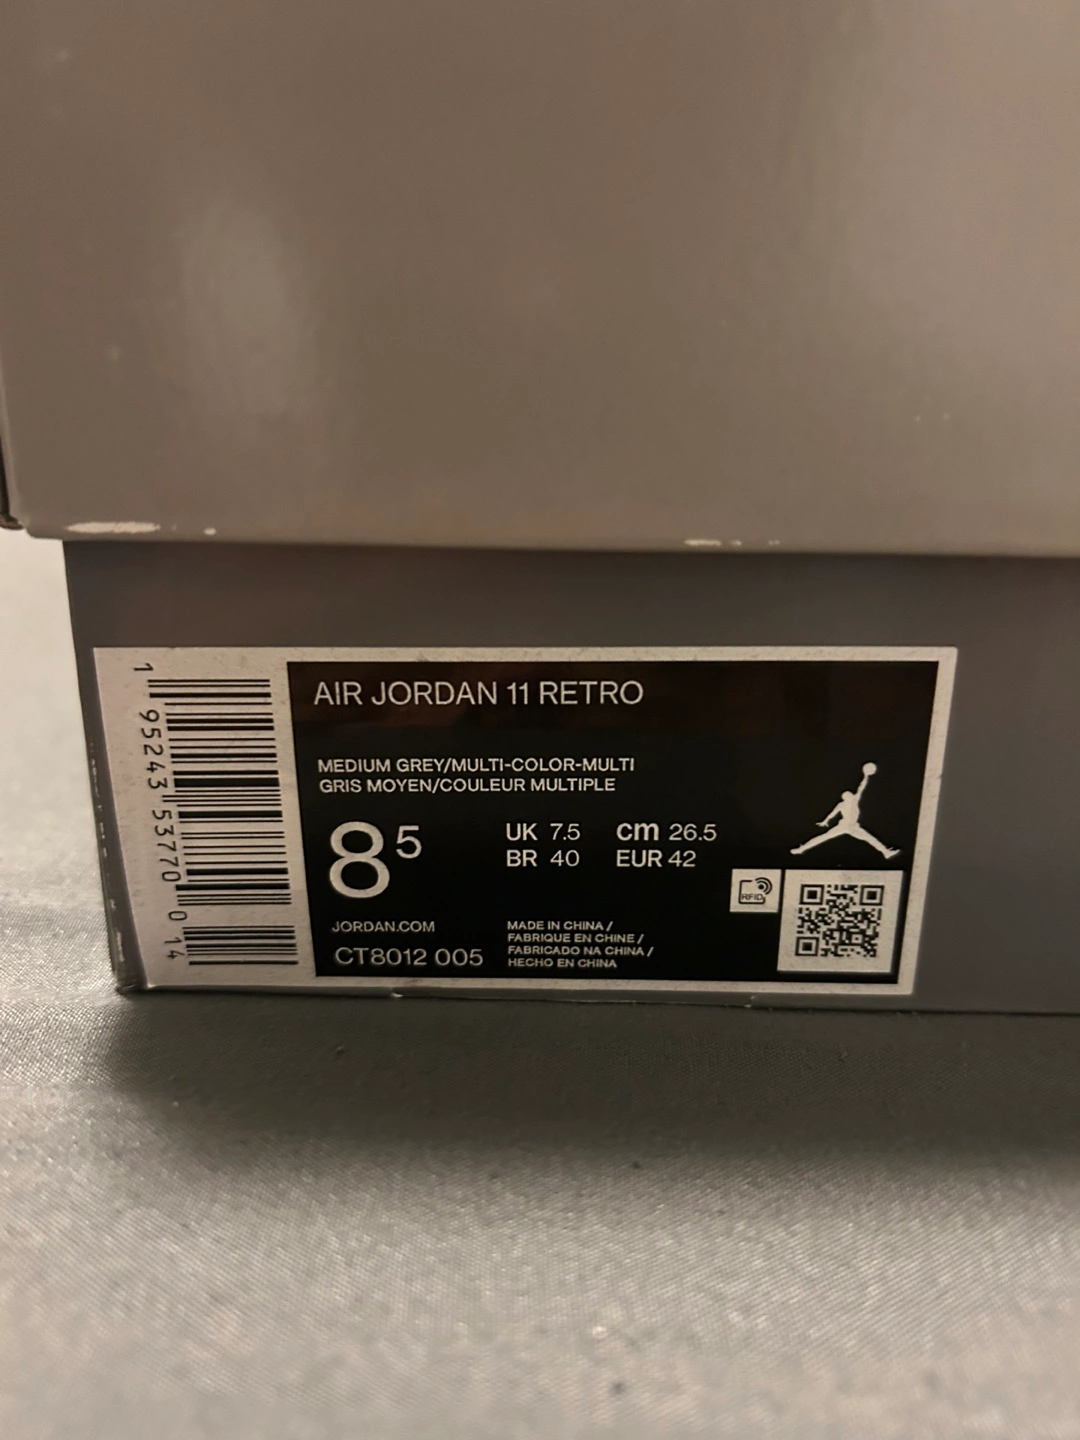 1 95243 53770 0 14
AIR JORDAN 11 RETRO
MEDIUM GREY/MULTI-COLOR-MULTI
GRIS MOYEN/COULEUR MULTIPLE
8 5
UK 7.5 cm 26.5
BR 40 EUR 42
RFID
JORDAN.COM
CT8012 005
MADE IN CHINA /
FABRIQUE EN CHINE /
FABRICADO NA CHINA /
HECHO EN CHINA